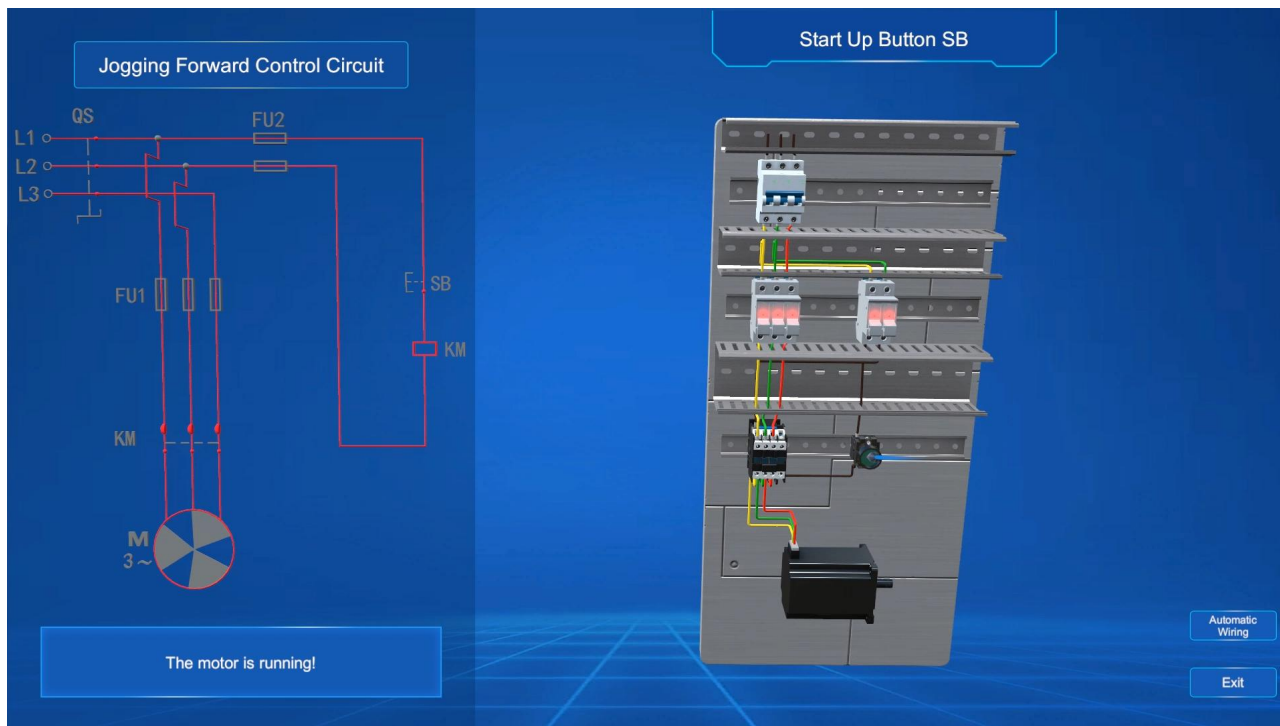 Jogging Forward Control Circuit
Start Up Button SB
QS
FU2
L1
L2
L3
FU1
SB
KM
KM
M
3~
The motor is running!
Automatic
Wiring
Exit